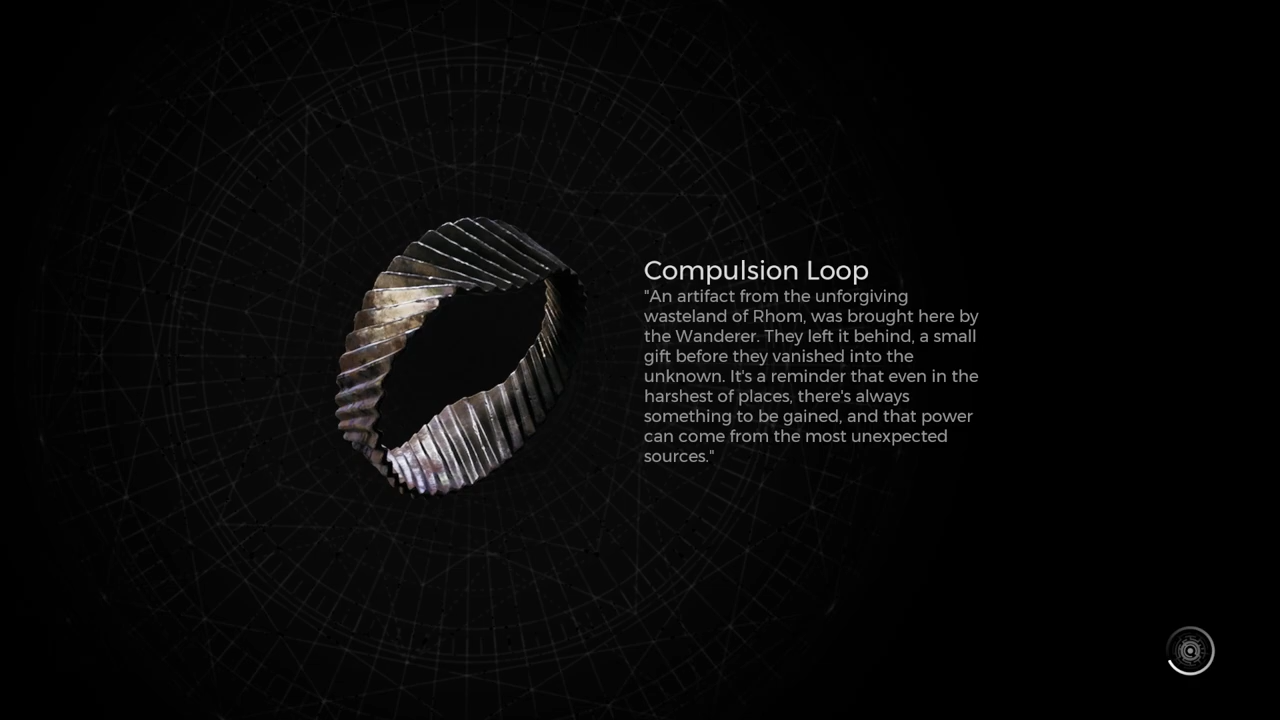 Compulsion Loop
"An artifact from the unforgiving
wasteland of Rhom, was brought here by
the Wanderer. They left it behind, a small
gift before they vanished into the
unknown. It's a reminder that even in the
harshest of places, there's always
something to be gained, and that power
can come from the most unexpected
sources."